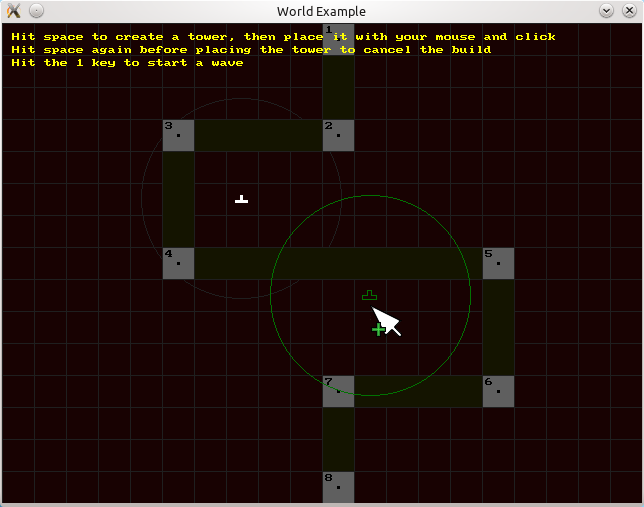 World Example
Hit space to create a tower, then place it with your mouse and click
Hit space again before placing the tower to cancel the build
Hit the 1 key to start a wave
1
3
2
4
5
7
6
8